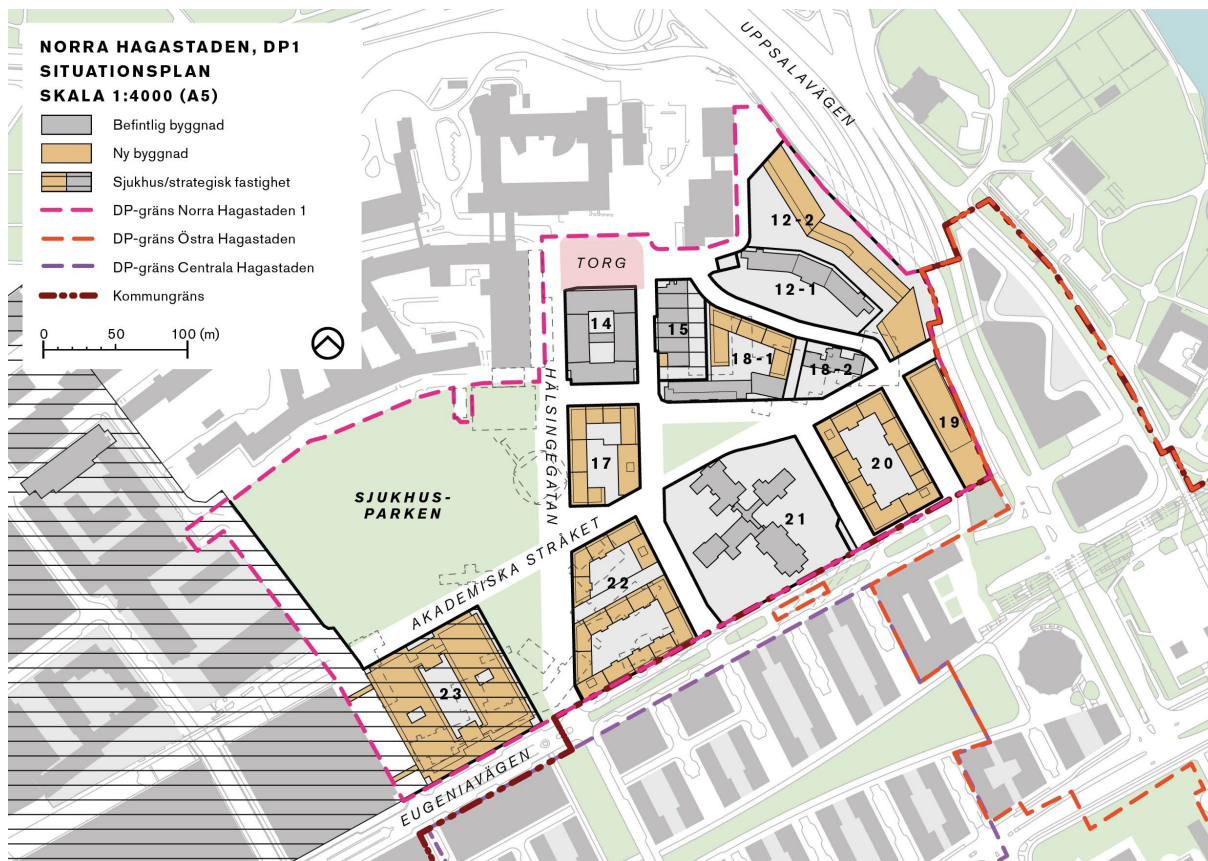 NORRA HAGASTADEN, DP1
SITUATIONSPLAN
SKALA 1:4000 (A5)
Befintlig byggnad
Ny byggnad
Sjukhus/strategisk fastighet
DP-gräns Norra Hagastaden 1
DP-gräns Östra Hagastaden
DP-gräns Centrala Hagastaden
Kommungräns
0 50 100 (m)
UPPSALAVÄGEN
12-2
TORG
12-1
14
15
18-1
18-2
HÄLSINGEGATAN
19
17
20
SJUKHUS-
PARKEN
21
AKADEMISKA STRÅKET
22
23
EUGENIAVÄGEN